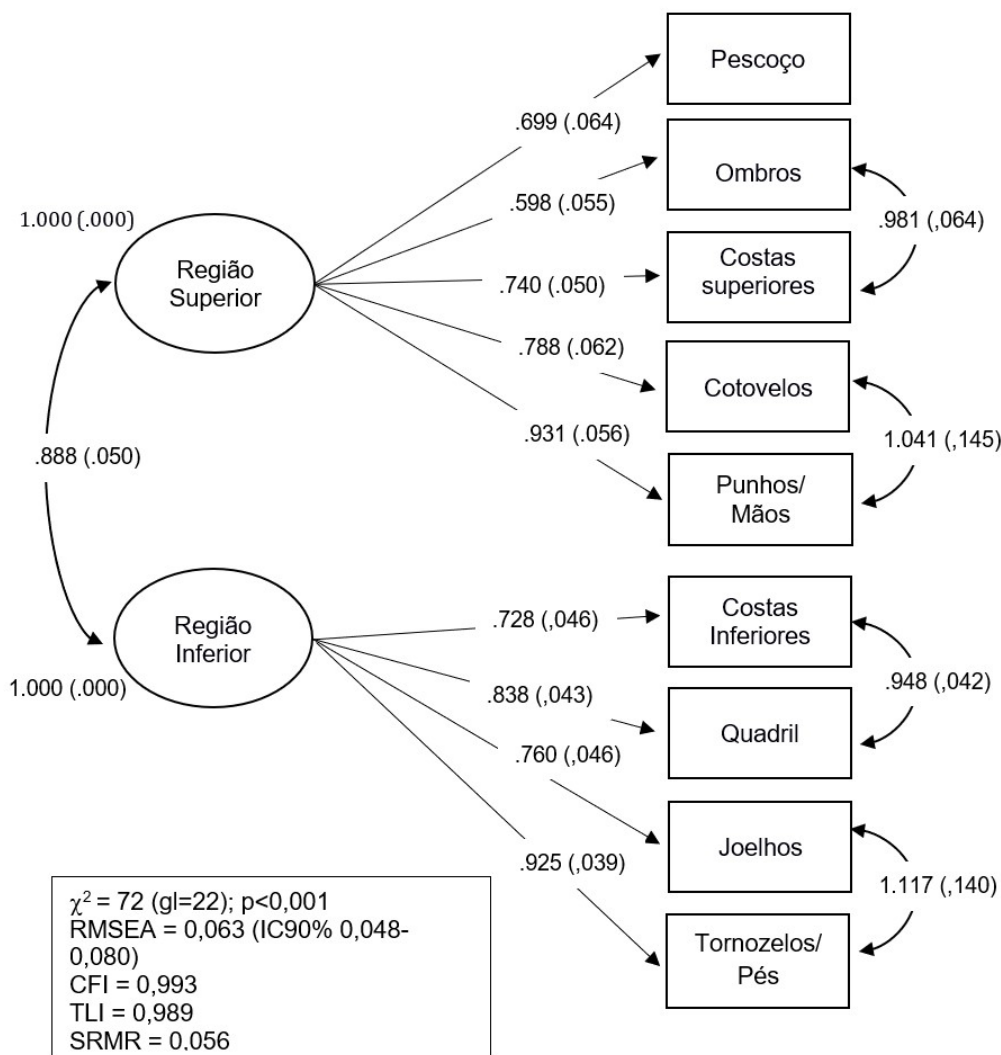 Pescoço
.699 (.064)
Ombros
.598 (.055)
.981 (,064)
1.000 (.000)
Região
Superior
Costas
superiores
.740 (.050)
.788 (.062)
Cotovelos
.931 (.056)
1.041 (,145)
.888 (.050)
Punhos/
Mãos
Costas
Inferiores
.728 (,046)
Região
Inferior
1.000 (.000)
.948 (,042)
.838 (,043)
Quadril
.760 (,046)
Joelhos
.925 (,039)
1.117 (,140)
Tornozelos/
Pés
χ² = 72 (gl=22); p<0,001
RMSEA = 0,063 (IC90% 0,048-
0,080)
CFI = 0,993
TLI = 0,989
SRMR = 0,056